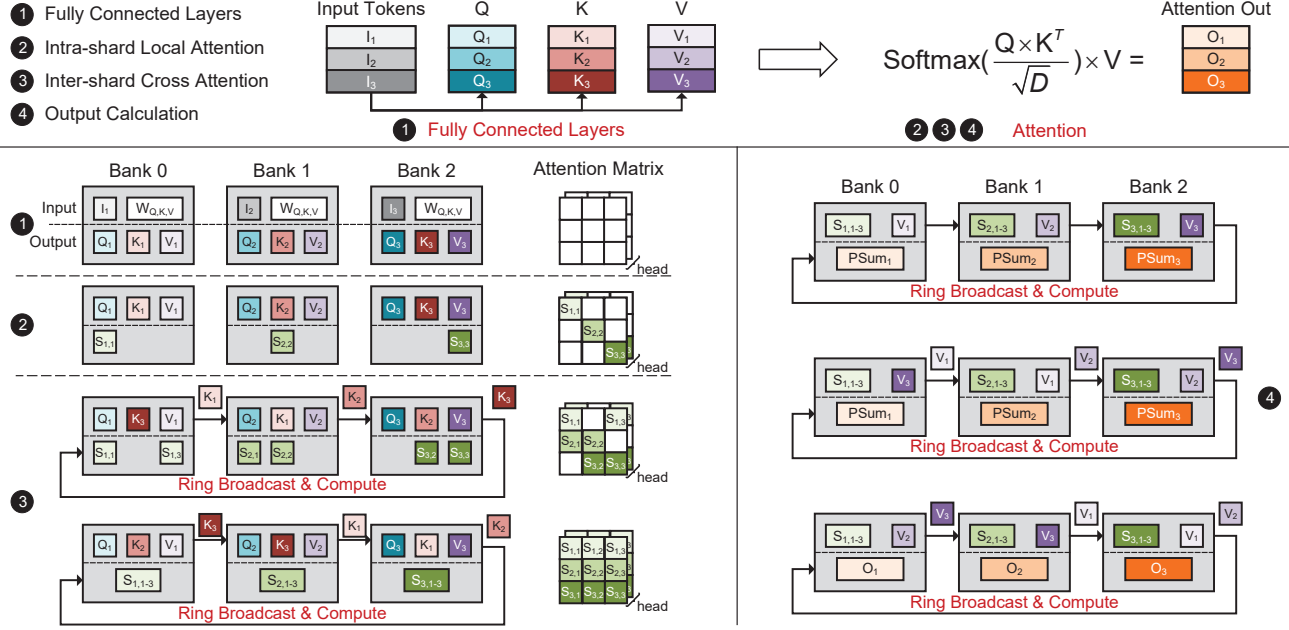 1 Fully Connected Layers
2 Intra-shard Local Attention
3 Inter-shard Cross Attention
4 Output Calculation
Input Tokens Q K V
I₁ Q₁ K₁ V₁
I₂ Q₂ K₂ V₂
I₃ Q₃ K₃ V₃
1 Fully Connected Layers
Softmax(Q×Kᵀ/√D)×V =
Attention Out
O₁
O₂
O₃
2 3 4 Attention
Bank 0 Bank 1 Bank 2 Attention Matrix
1
Input I₁ W_Q,K,V I₂ W_Q,K,V I₃ W_Q,K,V
Output Q₁ K₁ V₁ Q₂ K₂ V₂ Q₃ K₃ V₃
head
2
Q₁ K₁ V₁ Q₂ K₂ V₂ Q₃ K₃ V₃
S₁,₁ S₂,₂ S₃,₃
S₁,₁
S₂,₂
S₃,₃
head
3
K₁ K₂ K₃
Q₁ K₃ V₁ Q₂ K₁ V₂ Q₃ K₂ V₃
S₁,₁ S₁,₃ S₂,₁ S₂,₂ S₃,₂ S₃,₃
Ring Broadcast & Compute
S₁,₁ S₁,₃
S₂,₁ S₂,₂
S₃,₂ S₃,₃
head
K₃ K₁ K₂
Q₁ K₂ V₁ Q₂ K₃ V₂ Q₃ K₁ V₃
S₁,₁₋₃ S₂,₁₋₃ S₃,₁₋₃
Ring Broadcast & Compute
S₁,₁ S₁,₂ S₁,₃
S₂,₁ S₂,₂ S₂,₃
S₃,₁ S₃,₂ S₃,₃
head
Bank 0 Bank 1 Bank 2
S₁,₁₋₃ V₁ S₂,₁₋₃ V₂ S₃,₁₋₃ V₃
PSum₁ PSum₂ PSum₃
Ring Broadcast & Compute
V₁ V₂ V₃
S₁,₁₋₃ V₃ S₂,₁₋₃ V₁ S₃,₁₋₃ V₂
PSum₁ PSum₂ PSum₃
Ring Broadcast & Compute
4
V₃ V₁ V₂
S₁,₁₋₃ V₂ S₂,₁₋₃ V₃ S₃,₁₋₃ V₁
O₁ O₂ O₃
Ring Broadcast & Compute